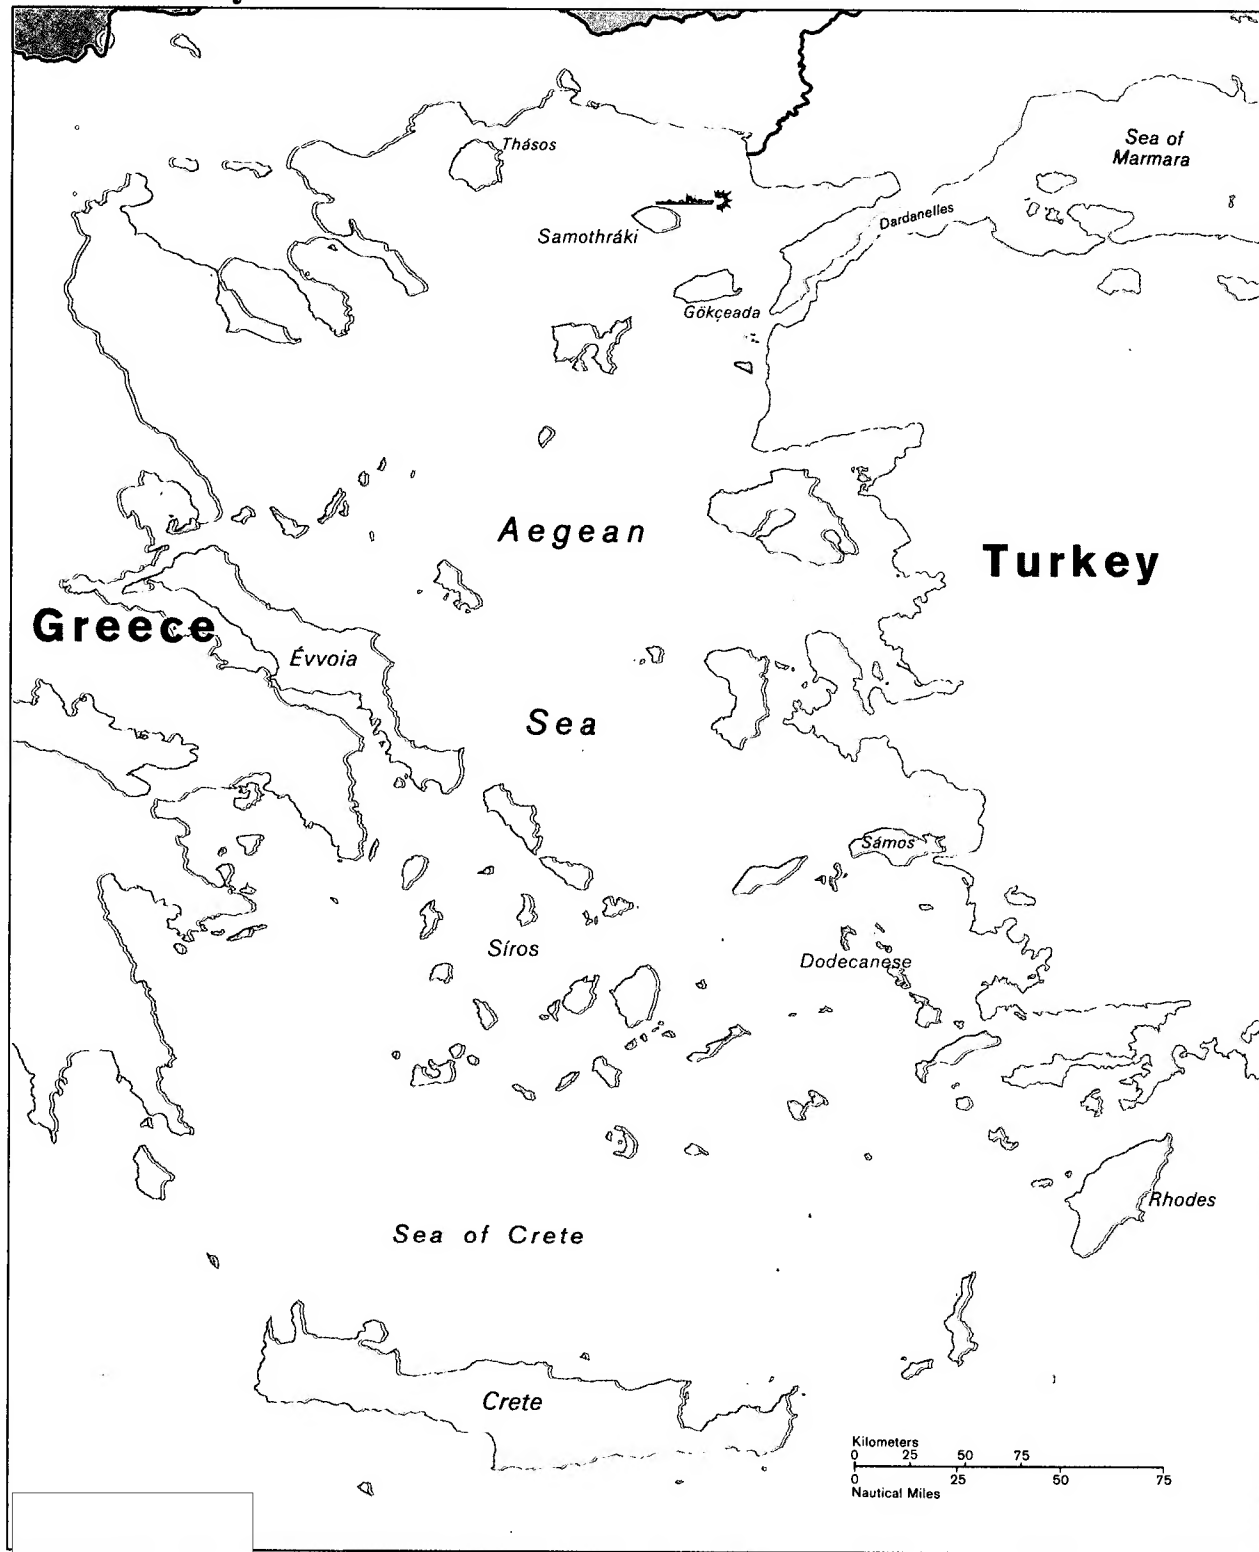 Thásos
Sea of
Marmara
Dardanelles
Samothráki
Gökçeada
Aegean
Turkey
Greece
Évvoia
Sea
Sámos
Síros
Dodecanese
Rhodes
Sea of Crete
Crete
Kilometers
0 25 50 75
0 25 50 75
Nautical Miles